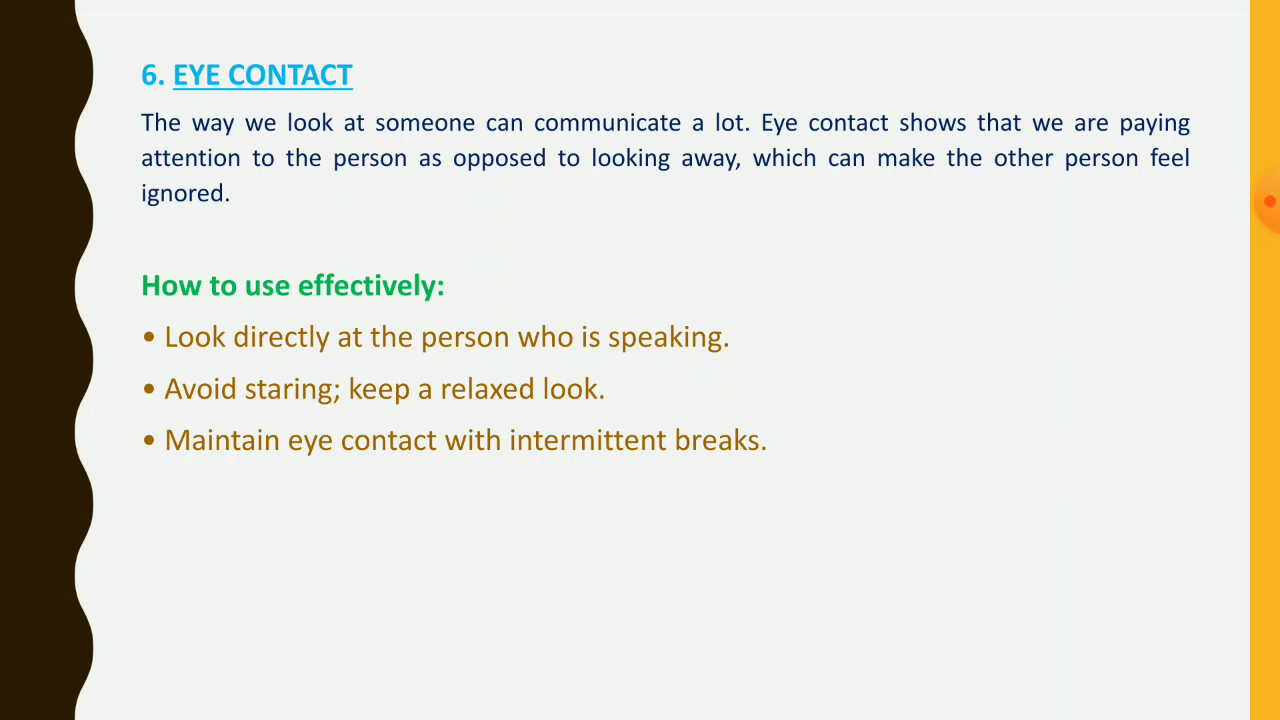 6. EYE CONTACT
The way we look at someone can communicate a lot. Eye contact shows that we are paying
attention to the person as opposed to looking away, which can make the other person feel
ignored.
How to use effectively:
• Look directly at the person who is speaking.
• Avoid staring; keep a relaxed look.
• Maintain eye contact with intermittent breaks.